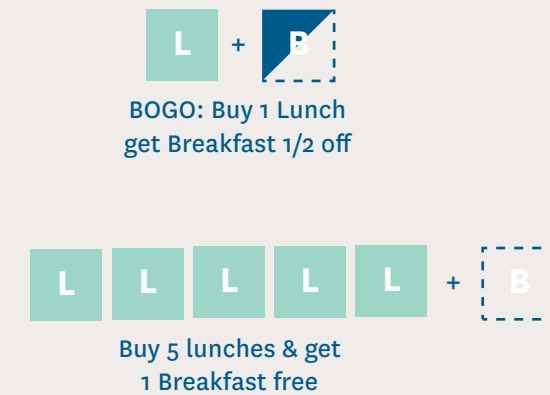 L + B
BOGO: Buy 1 Lunch
get Breakfast 1/2 off
L L L L L + B
Buy 5 lunches & get
1 Breakfast free